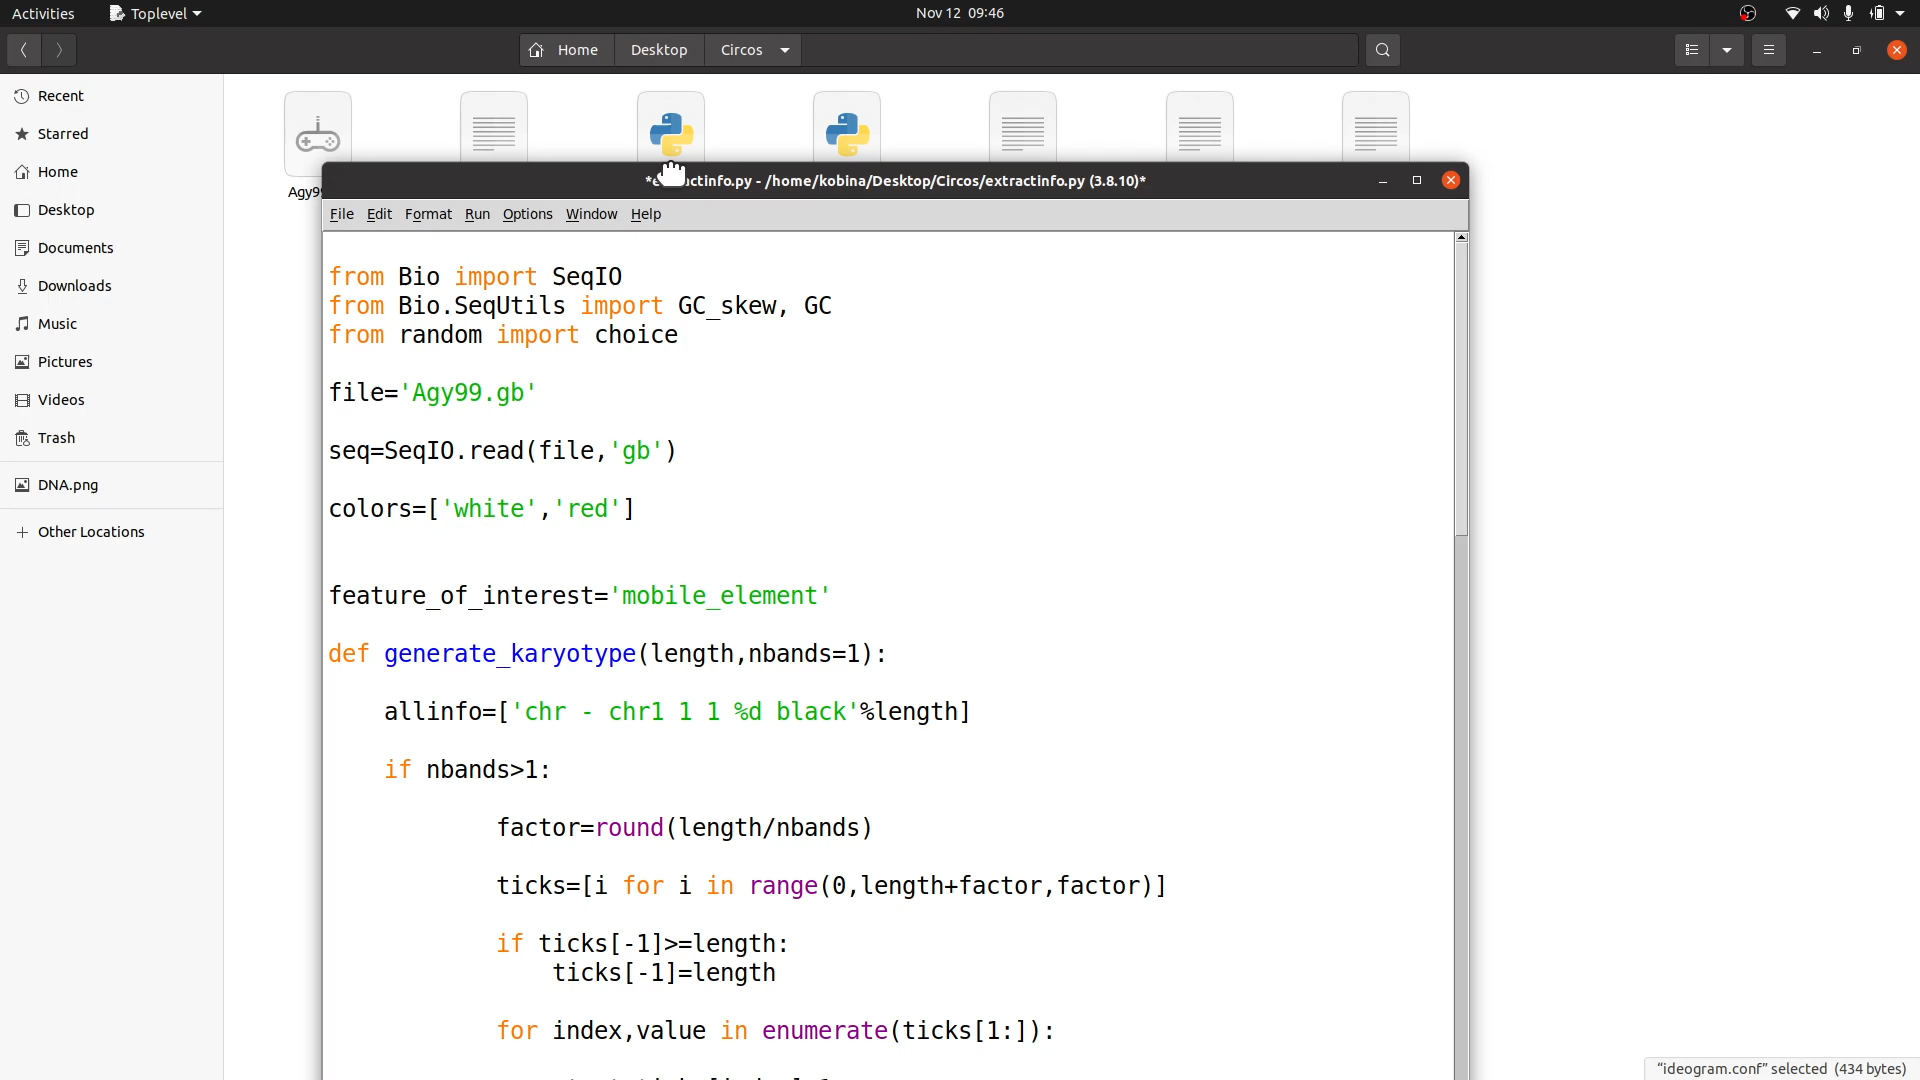 Activities Toplevel Nov 12 09:46
Home Desktop Circos
Recent
Starred
Home
Desktop
Documents
Downloads
Music
Pictures
Videos
Trash
DNA.png
Other Locations
Agy99
*extractinfo.py - /home/kobina/Desktop/Circos/extractinfo.py (3.8.10)*
File Edit Format Run Options Window Help
from Bio import SeqIO
from Bio.SeqUtils import GC_skew, GC
from random import choice
file='Agy99.gb'
seq=SeqIO.read(file,'gb')
colors=['white','red']
feature_of_interest='mobile_element'
def generate_karyotype(length,nbands=1):
allinfo=['chr - chr1 1 1 %d black'%length]
if nbands>1:
factor=round(length/nbands)
ticks=[i for i in range(0,length+factor,factor)]
if ticks[-1]>=length:
ticks[-1]=length
for index,value in enumerate(ticks[1:]):
"ideogram.conf" selected (434 bytes)